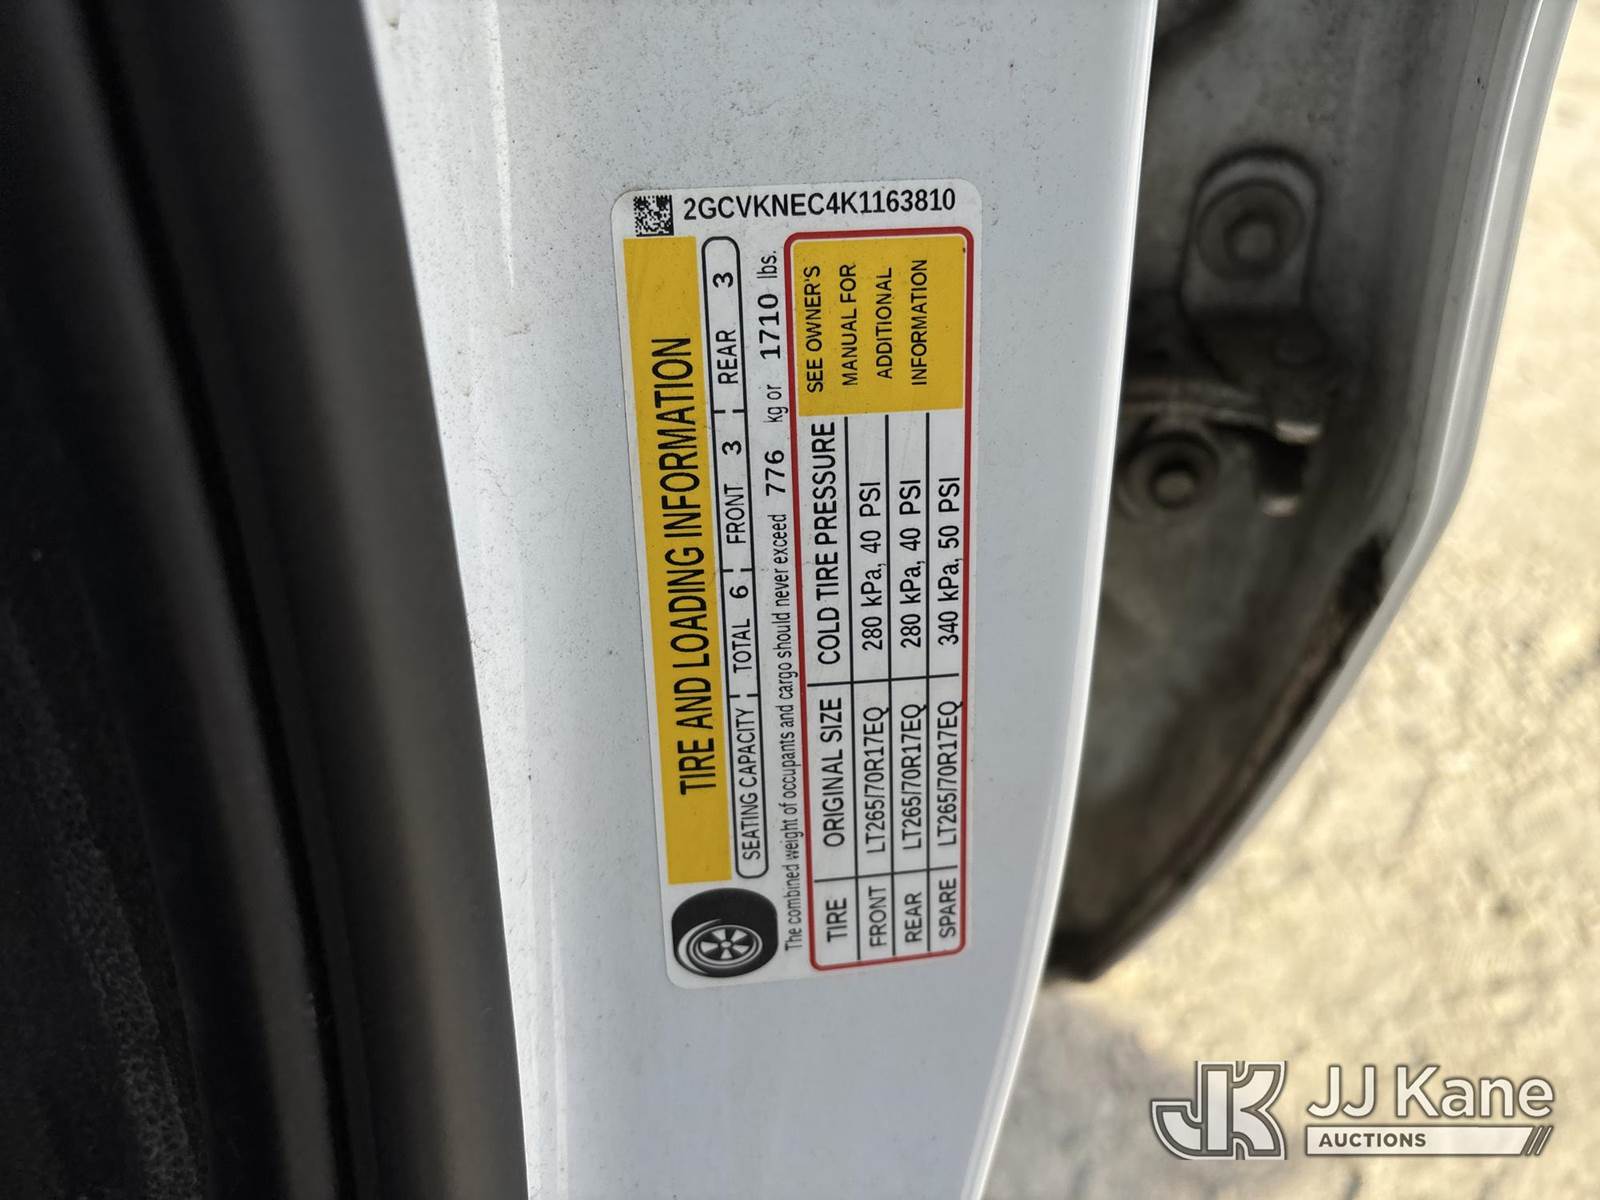 2GCVKNEC4K1163810
TIRE AND LOADING INFORMATION
SEATING CAPACITY TOTAL 6 FRONT 3 REAR 3
The combined weight of occupants and cargo should never exceed 776 kg or 1710 lbs.
TIRE ORIGINAL SIZE COLD TIRE PRESSURE
FRONT LT265/70R17EQ 280 kPa, 40 PSI
REAR LT265/70R17EQ 280 kPa, 40 PSI
SPARE LT265/70R17EQ 340 kPa, 50 PSI
SEE OWNER'S
MANUAL FOR
ADDITIONAL
INFORMATION
JK JJ Kane
AUCTIONS